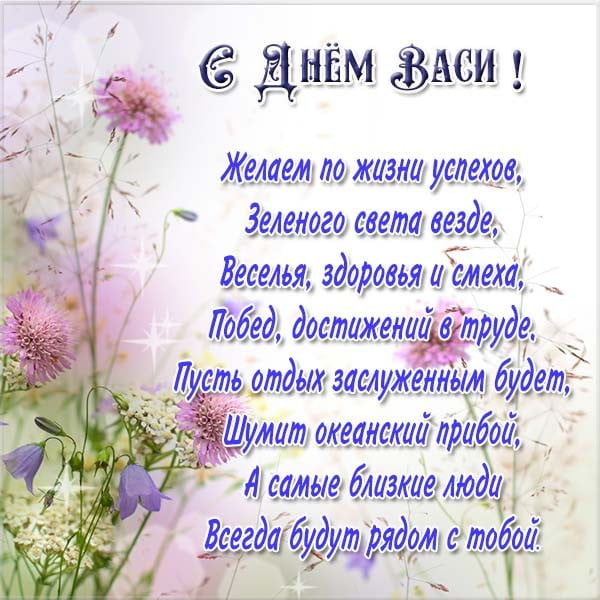 С Днём Васи !
Желаем по жизни успехов,
Зеленого света везде,
Веселья, здоровья и смеха,
Побед, достижений в труде.
Пусть отдых заслуженным будет,
Шумит океанский прибой,
А самые близкие люди
Всегда будут рядом с тобой.